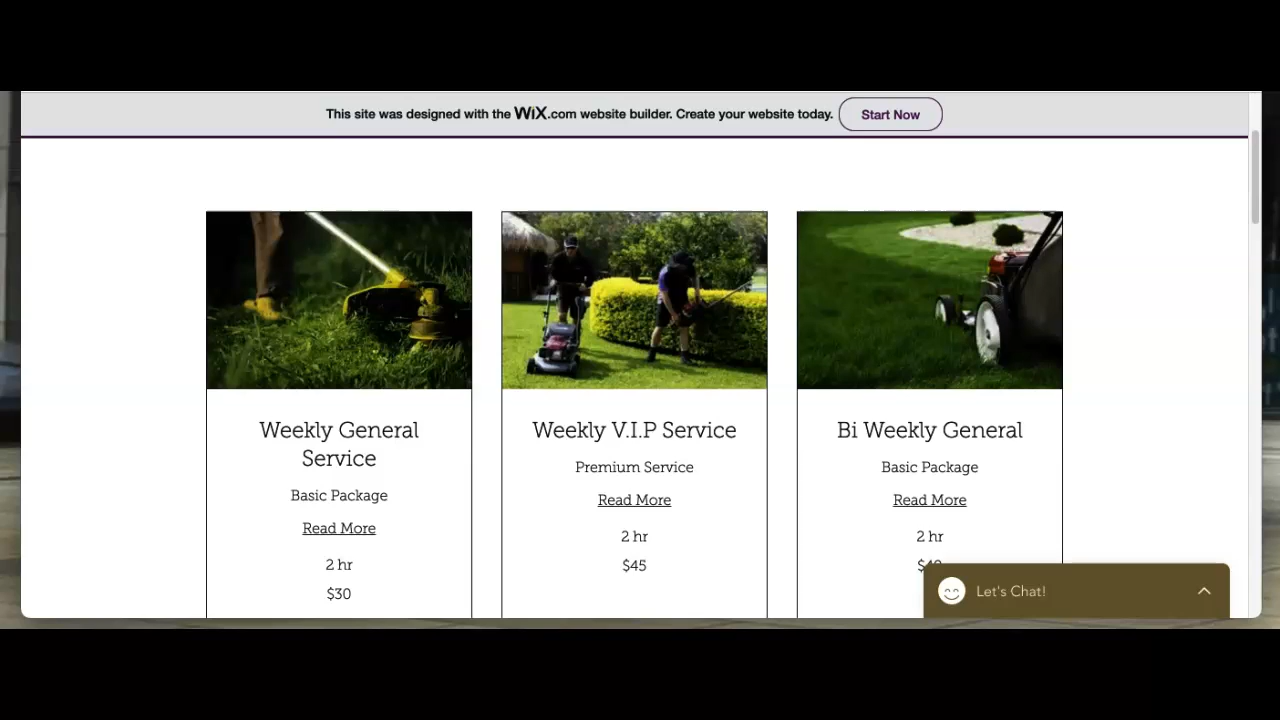 This site was designed with the WiX.com website builder. Create your website today. Start Now
Weekly General
Service
Basic Package
Read More
2 hr
$30
Weekly V.I.P Service
Premium Service
Read More
2 hr
$45
Bi Weekly General
Basic Package
Read More
2 hr
Let's Chat!